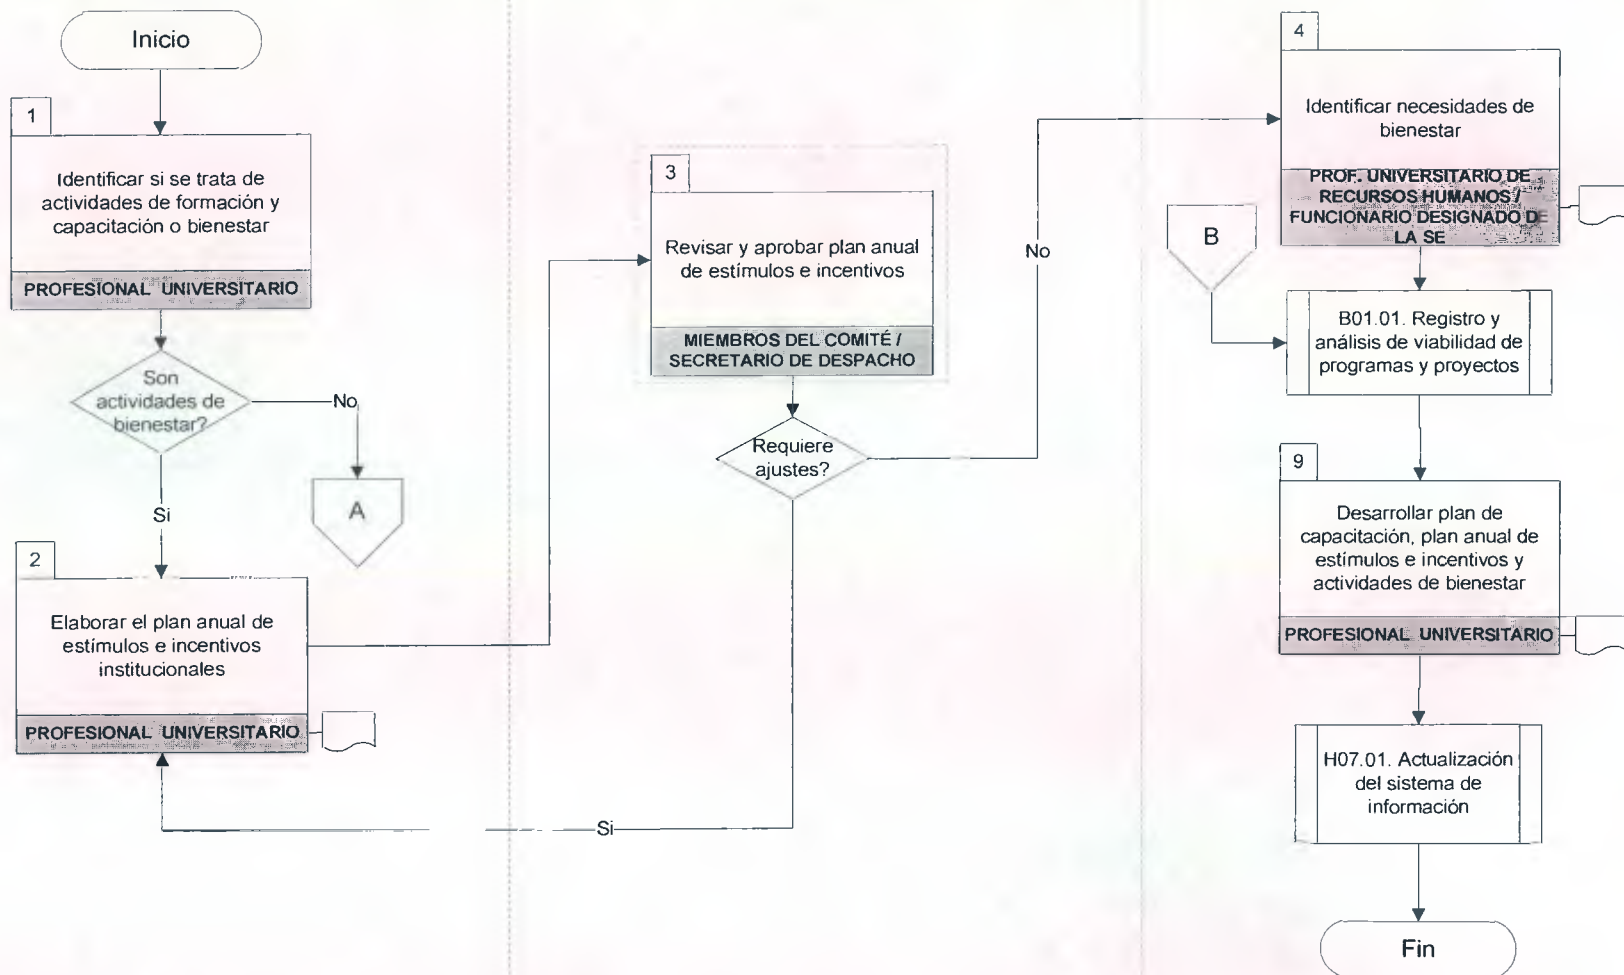 Inicio
1
Identificar si se trata de
actividades de formación y
capacitación o bienestar
PROFESIONAL UNIVERSITARIO
Son
actividades de
bienestar?
No
A
Si
2
Elaborar el plan anual de
estímulos e incentivos
institucionales
PROFESIONAL UNIVERSITARIO
3
Revisar y aprobar plan anual
de estímulos e incentivos
MIEMBROS DEL COMITÉ /
SECRETARIO DE DESPACHO
Requiere
ajustes?
No
Si
4
Identificar necesidades de
bienestar
PROF. UNIVERSITARIO DE
RECURSOS HUMANOS /
FUNCIONARIO DESIGNADO DE
LA SE
B
B01.01. Registro y
análisis de viabilidad de
programas y proyectos
9
Desarrollar plan de
capacitación, plan anual de
estímulos e incentivos y
actividades de bienestar
PROFESIONAL UNIVERSITARIO
H07.01. Actualización
del sistema de
información
Fin